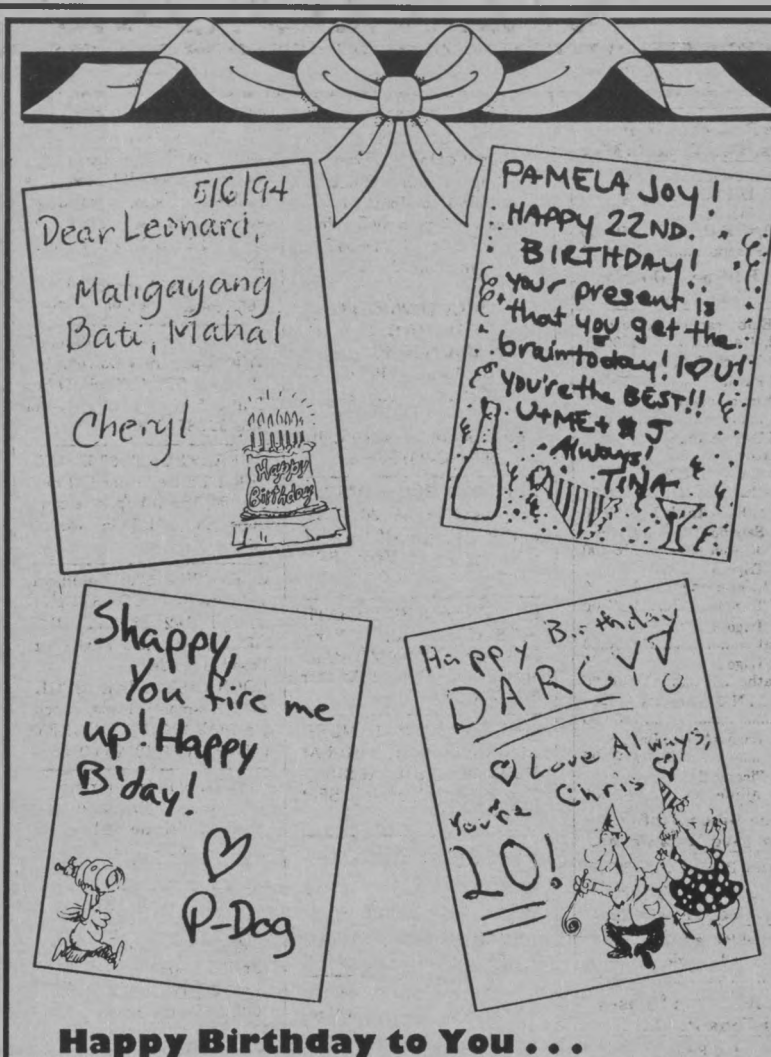 5/6/94
Dear Leonard,
Maligayang
Bati, Mahal
Cheryl
Happy
Birthday
PAMELA Joy!
HAPPY 22ND.
BIRTHDAY!
Your present is
that you get the
brain today! I ♡ U!
You're the BEST!!
U+ME+ $ J
Always!
TINA
Shappy,
You fire me
up! Happy
B'day!
♡
P-Dog
Happy Birthday
DARCY!
♡ Love Always, ♡
Chris
You're
20!
Happy Birthday to You . . .